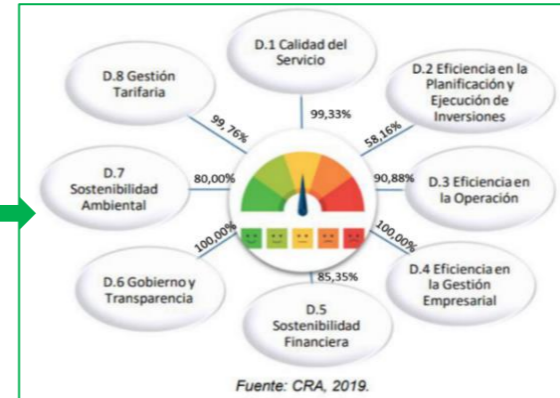 D.1 Calidad del
Servicio
99,33%
D.2 Eficiencia en la
Planificación y
Ejecución de
Inversiones
58,16%
D.3 Eficiencia en
la Operación
90,88%
D.4 Eficiencia en
la Gestión
Empresarial
100,00%
D.5
Sostenibilidad
Financiera
85,35%
D.6 Gobierno y
Transparencia
100,00%
D.7
Sostenibilidad
Ambiental
80,00%
D.8 Gestión
Tarifaria
99,76%
Fuente: CRA, 2019.